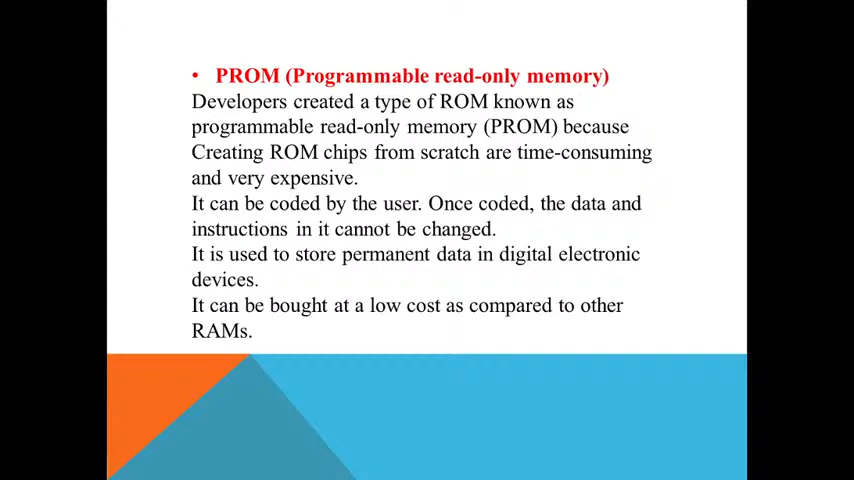 • PROM (Programmable read-only memory)
Developers created a type of ROM known as
programmable read-only memory (PROM) because
Creating ROM chips from scratch are time-consuming
and very expensive.
It can be coded by the user. Once coded, the data and
instructions in it cannot be changed.
It is used to store permanent data in digital electronic
devices.
It can be bought at a low cost as compared to other
RAMs.